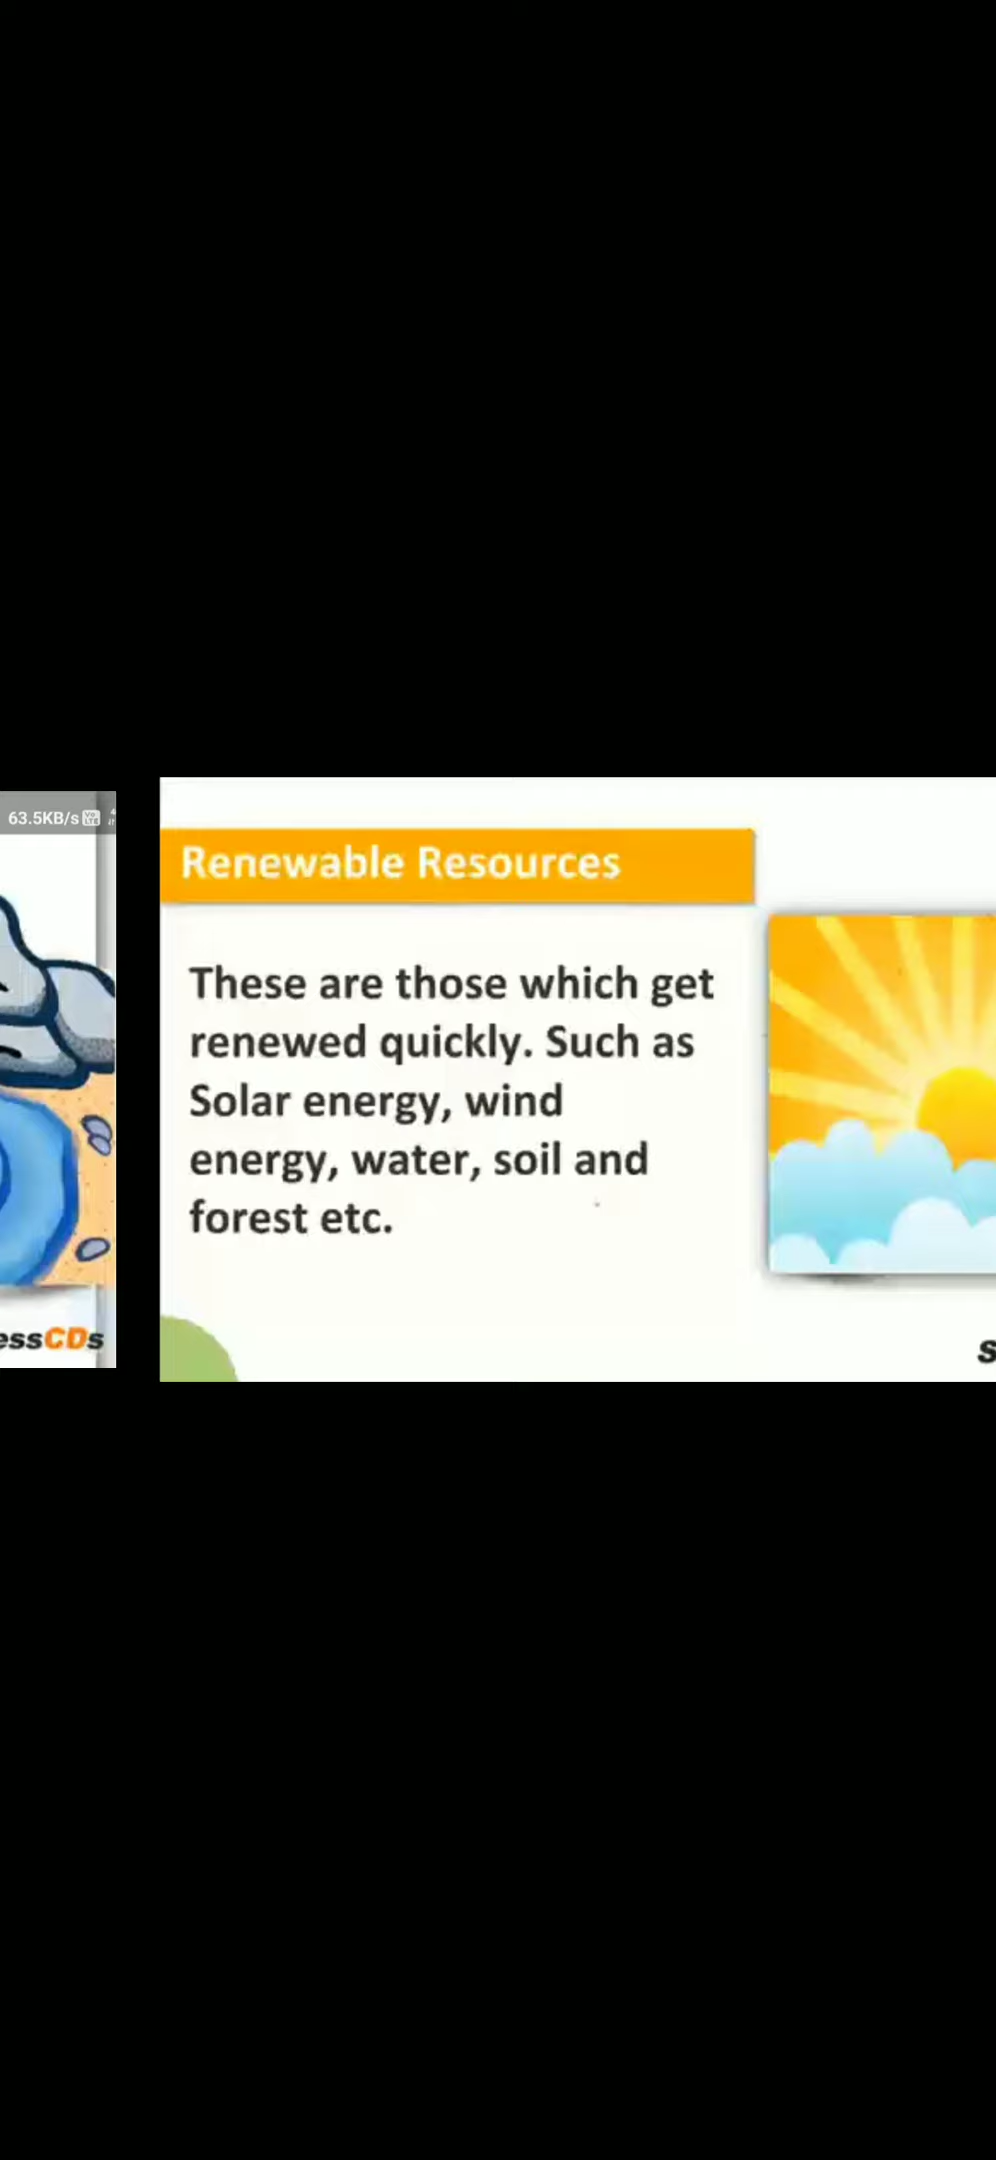 63.5KB/s
Renewable Resources
These are those which get
renewed quickly. Such as
Solar energy, wind
energy, water, soil and
forest etc.
essCDs
s